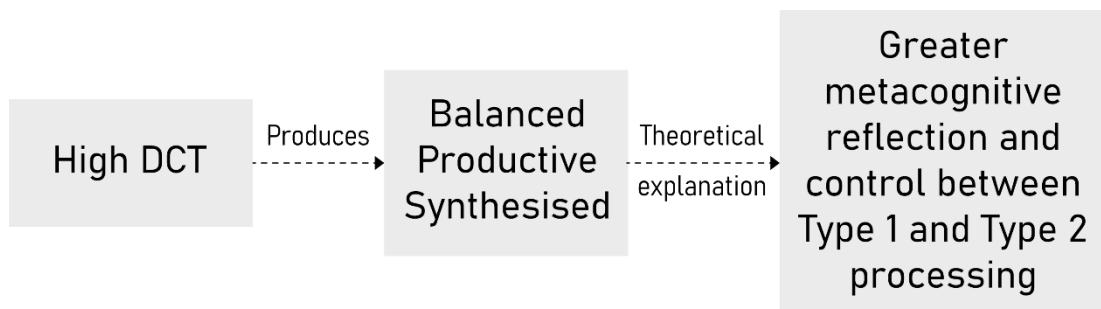 High DCT
Produces
Balanced
Productive
Synthesised
Theoretical
explanation
Greater
metacognitive
reflection and
control between
Type 1 and Type 2
processing